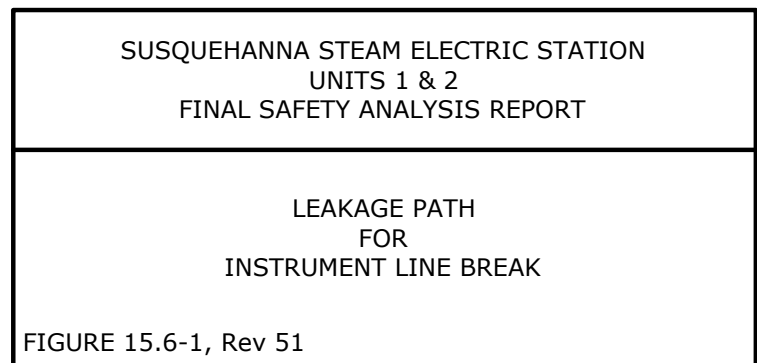 SUSQUEHANNA STEAM ELECTRIC STATION
UNITS 1 & 2
FINAL SAFETY ANALYSIS REPORT
LEAKAGE PATH
FOR
INSTRUMENT LINE BREAK
FIGURE 15.6-1, Rev 51